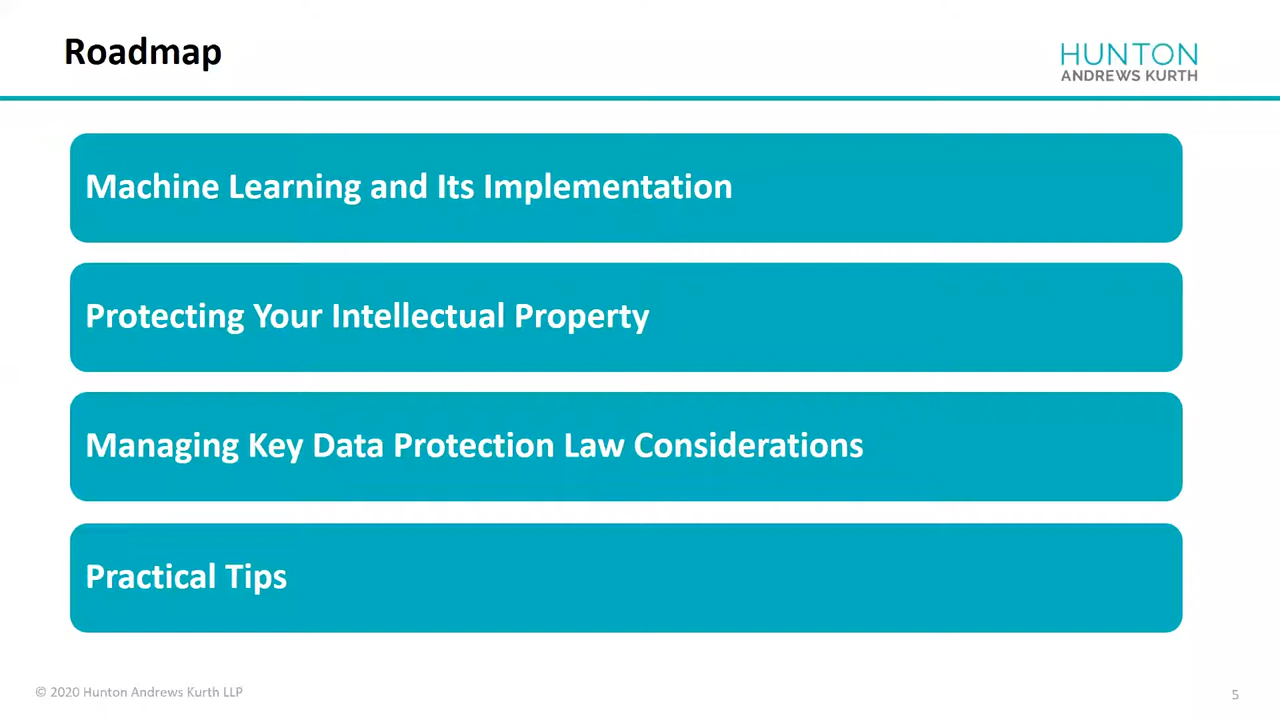 Roadmap
HUNTON
ANDREWS KURTH
Machine Learning and Its Implementation
Protecting Your Intellectual Property
Managing Key Data Protection Law Considerations
Practical Tips
© 2020 Hunton Andrews Kurth LLP
5